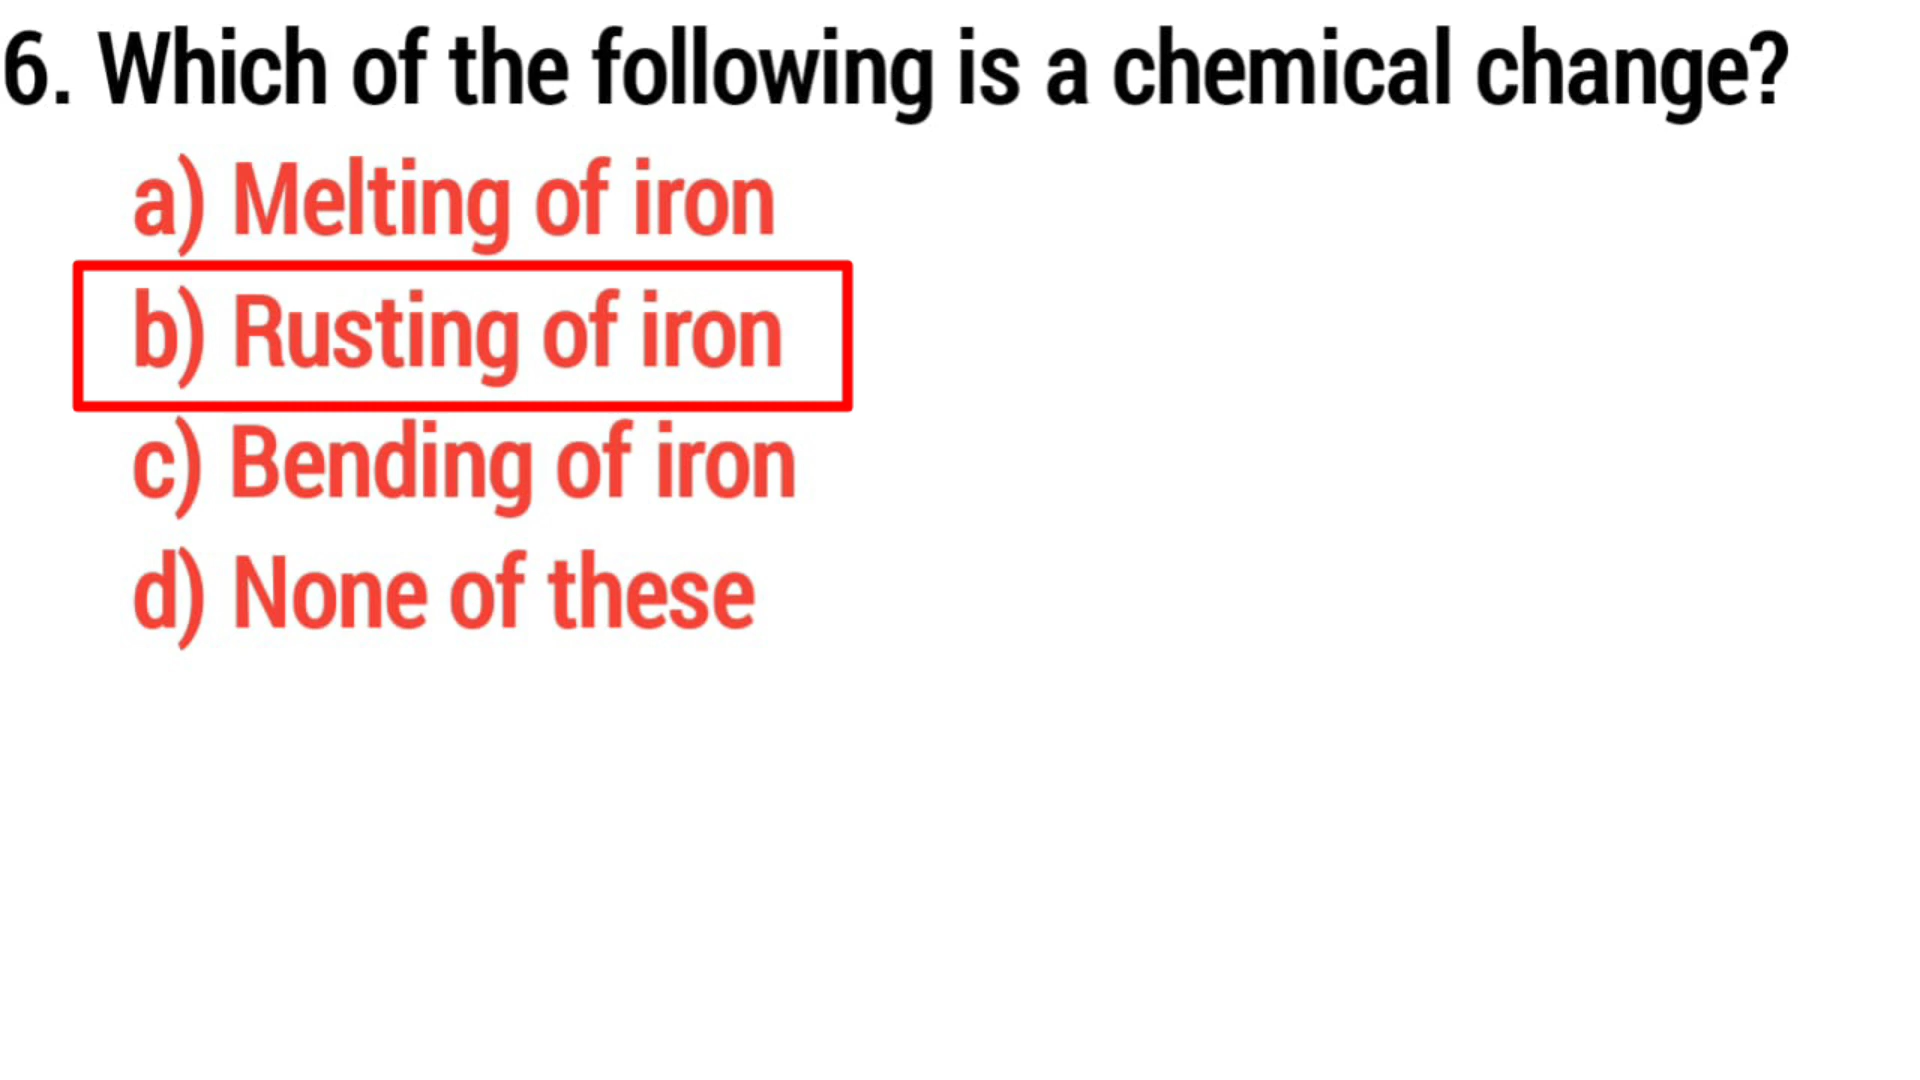 6. Which of the following is a chemical change?
a) Melting of iron
b) Rusting of iron
c) Bending of iron
d) None of these